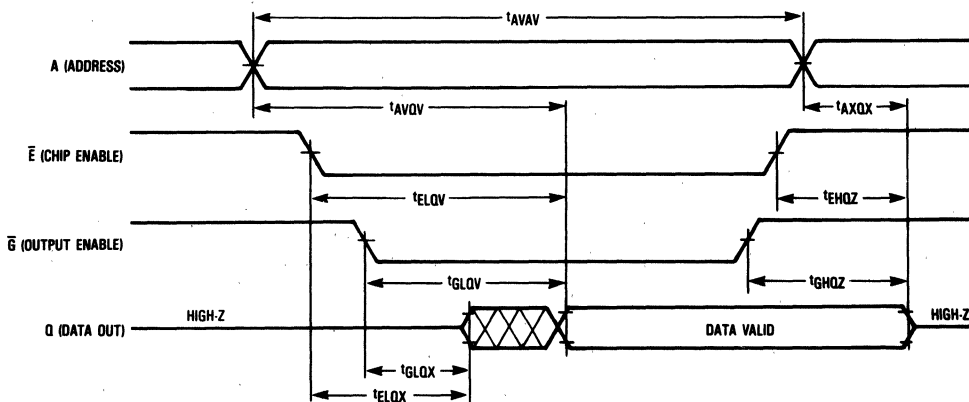 tAVAV
A (ADDRESS)
tAVQV
tAXQX
E̅ (CHIP ENABLE)
tELQV
tEHQZ
G̅ (OUTPUT ENABLE)
tGLQV
tGHQZ
Q (DATA OUT)
HIGH-Z
DATA VALID
HIGH-Z
tGLQX
tELQX